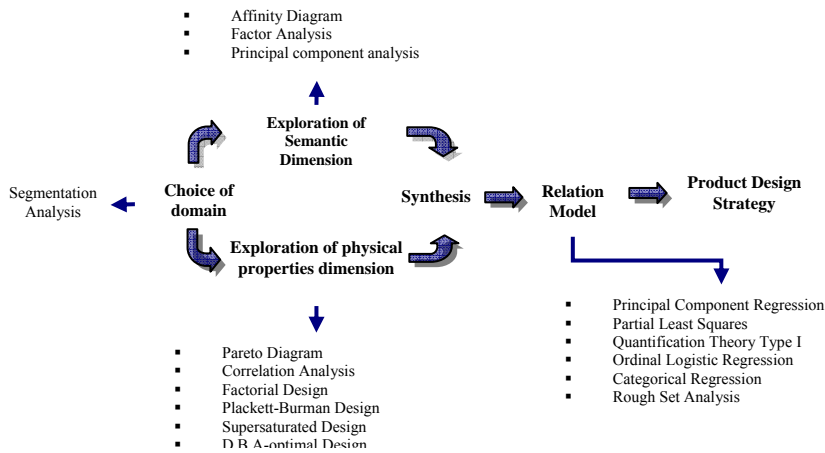 Affinity Diagram
Factor Analysis
Principal component analysis
Exploration of
Semantic
Dimension
Segmentation
Analysis
Choice of
domain
Synthesis
Relation
Model
Product Design
Strategy
Exploration of physical
properties dimension
Principal Component Regression
Partial Least Squares
Quantification Theory Type I
Ordinal Logistic Regression
Categorical Regression
Rough Set Analysis
Pareto Diagram
Correlation Analysis
Factorial Design
Plackett-Burman Design
Supersaturated Design
D,B,A-optimal Design